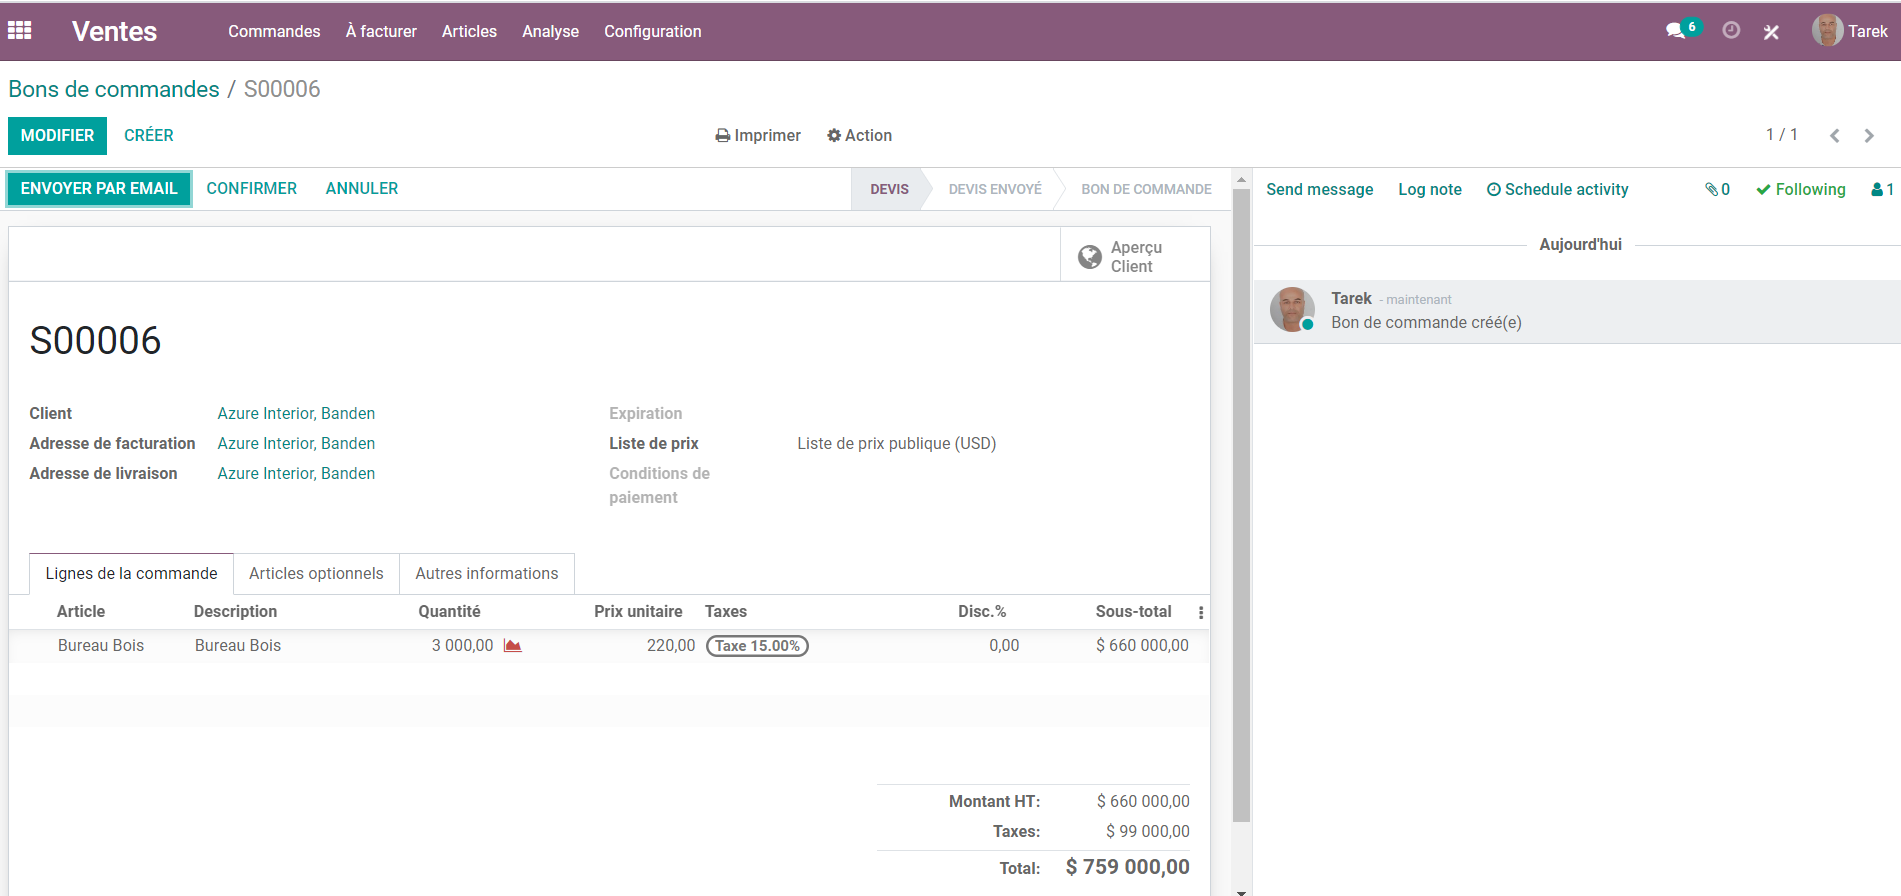 Ventes Commandes À facturer Articles Analyse Configuration 6 Tarek
Bons de commandes / S00006
MODIFIER CRÉER Imprimer Action 1 / 1
ENVOYER PAR EMAIL CONFIRMER ANNULER DEVIS DEVIS ENVOYÉ BON DE COMMANDE
Send message Log note Schedule activity 0 Following 1
Aujourd'hui
Aperçu
Client
Tarek - maintenant
Bon de commande créé(e)
S00006
Client Azure Interior, Banden Expiration
Adresse de facturation Azure Interior, Banden Liste de prix Liste de prix publique (USD)
Adresse de livraison Azure Interior, Banden Conditions de
paiement
Lignes de la commande Articles optionnels Autres informations
Article Description Quantité Prix unitaire Taxes Disc.% Sous-total
Bureau Bois Bureau Bois 3 000,00 220,00 Taxe 15.00% 0,00 $ 660 000,00
Montant HT: $ 660 000,00
Taxes: $ 99 000,00
Total: $ 759 000,00